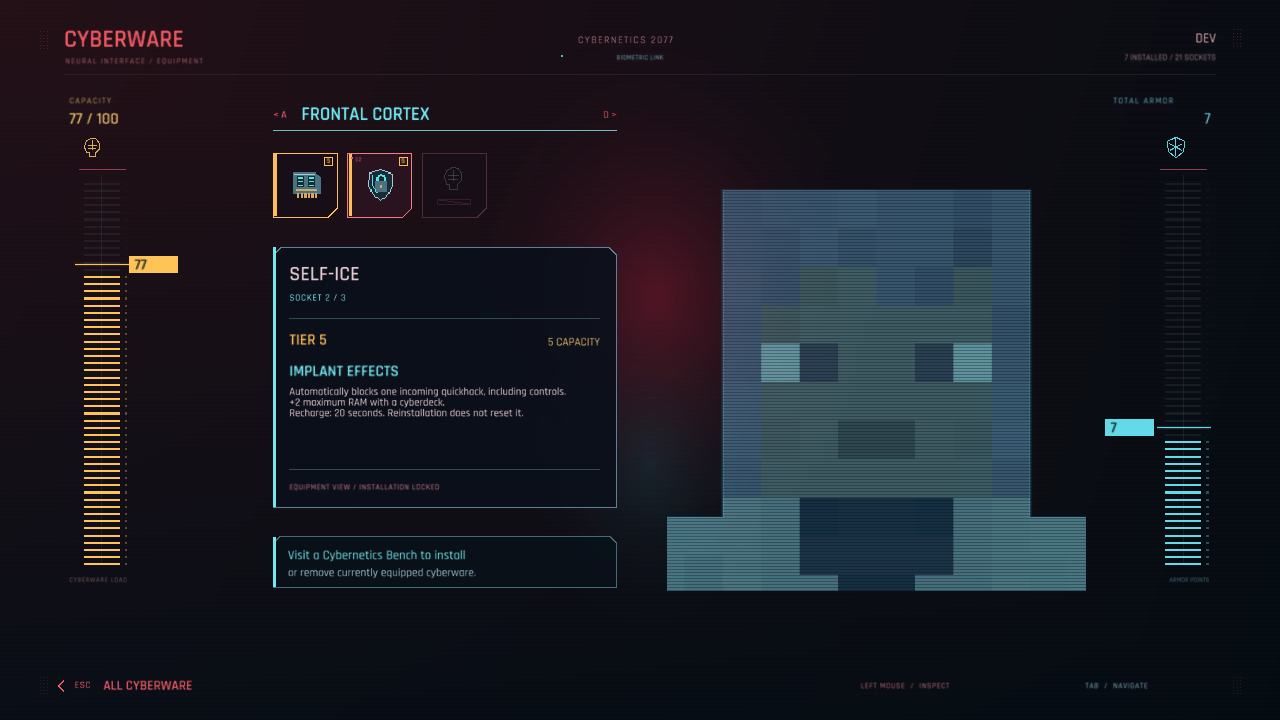 CYBERWARE
NEURAL INTERFACE / EQUIPMENT
CYBERNETICS 2077
BIOMETRIC LINK
DEV
7 INSTALLED / 21 SOCKETS
CAPACITY
77 / 100
77
CYBERWARE LOAD
< A FRONTAL CORTEX D >
5
02 5
SELF-ICE
SOCKET 2 / 3
TIER 5
5 CAPACITY
IMPLANT EFFECTS
Automatically blocks one incoming quickhack, including controls.
+2 maximum RAM with a cyberdeck.
Recharge: 20 seconds. Reinstallation does not reset it.
EQUIPMENT VIEW / INSTALLATION LOCKED
Visit a Cybernetics Bench to install
or remove currently equipped cyberware.
TOTAL ARMOR
7
7
ARMOR POINTS
ESC ALL CYBERWARE
LEFT MOUSE / INSPECT
TAB / NAVIGATE